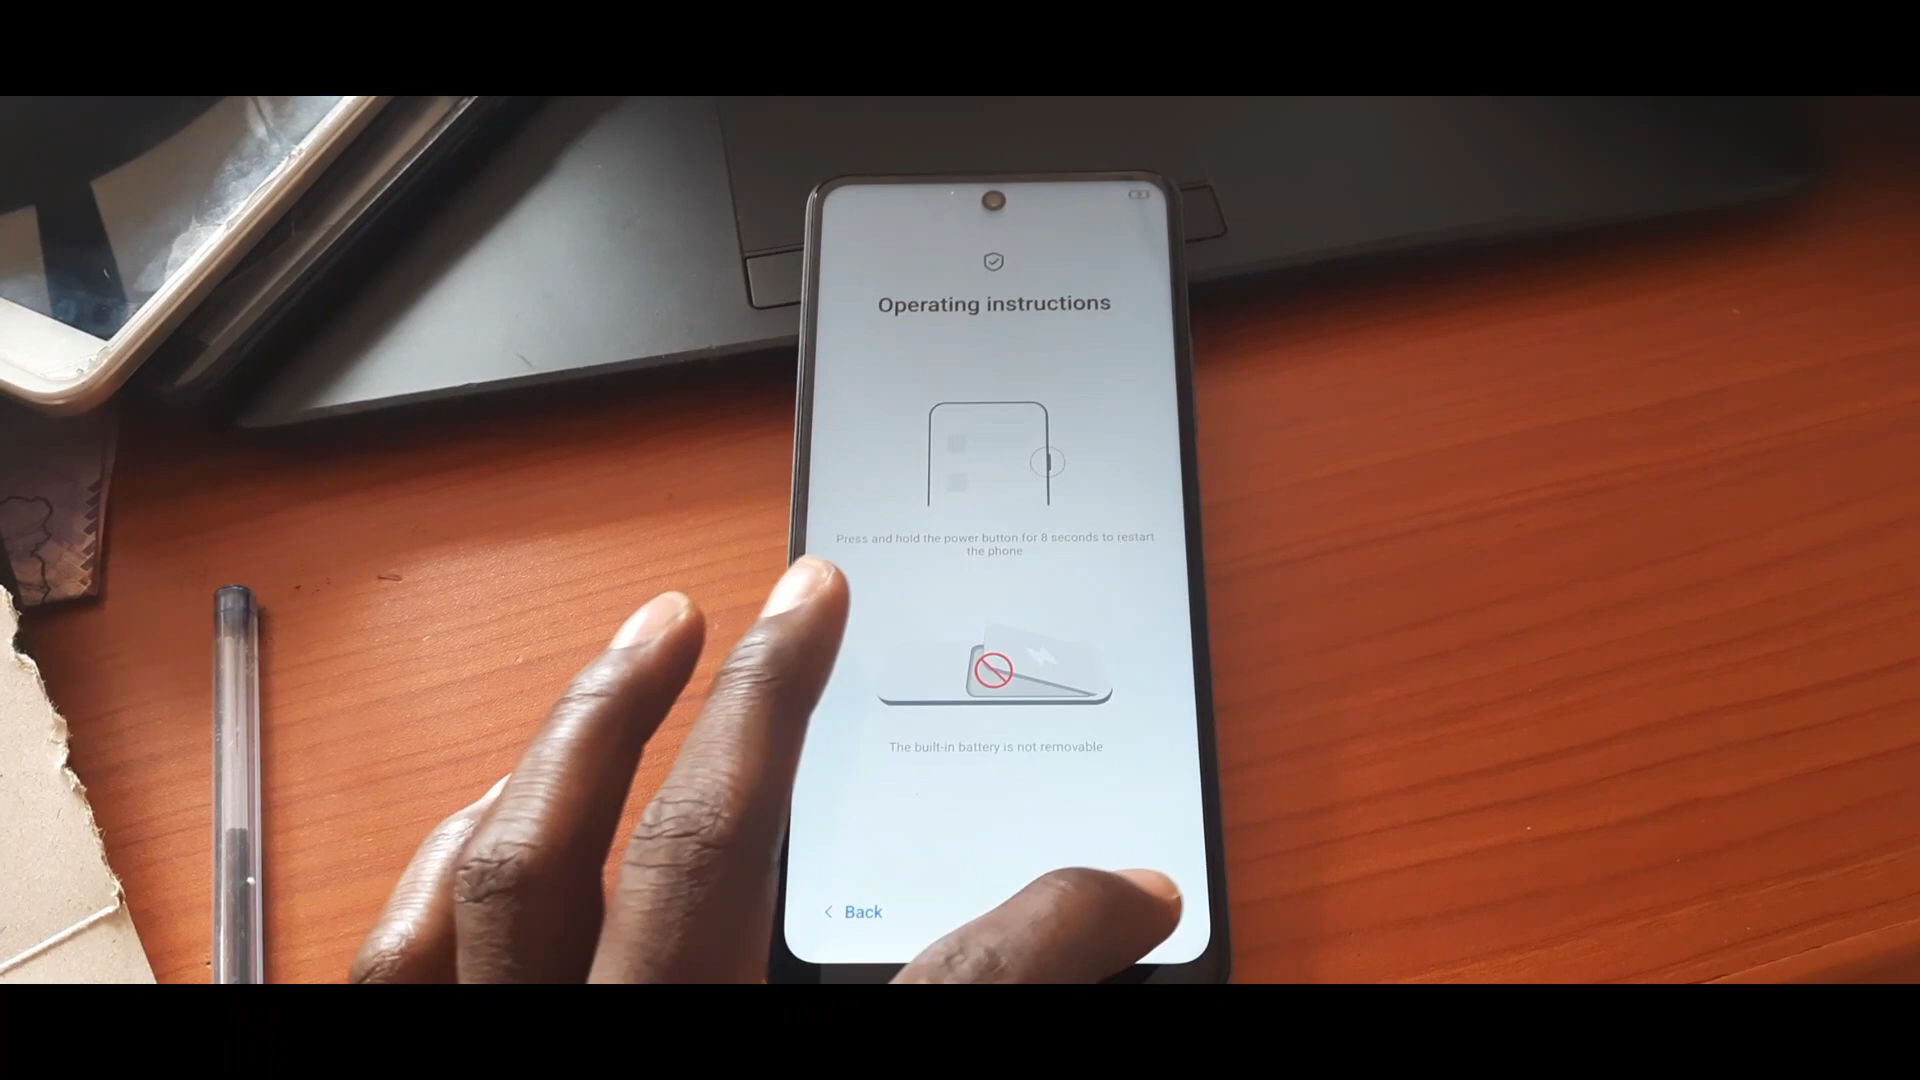 Operating instructions
Press and hold the power button for 8 seconds to restart
the phone
The built-in battery is not removable
Back